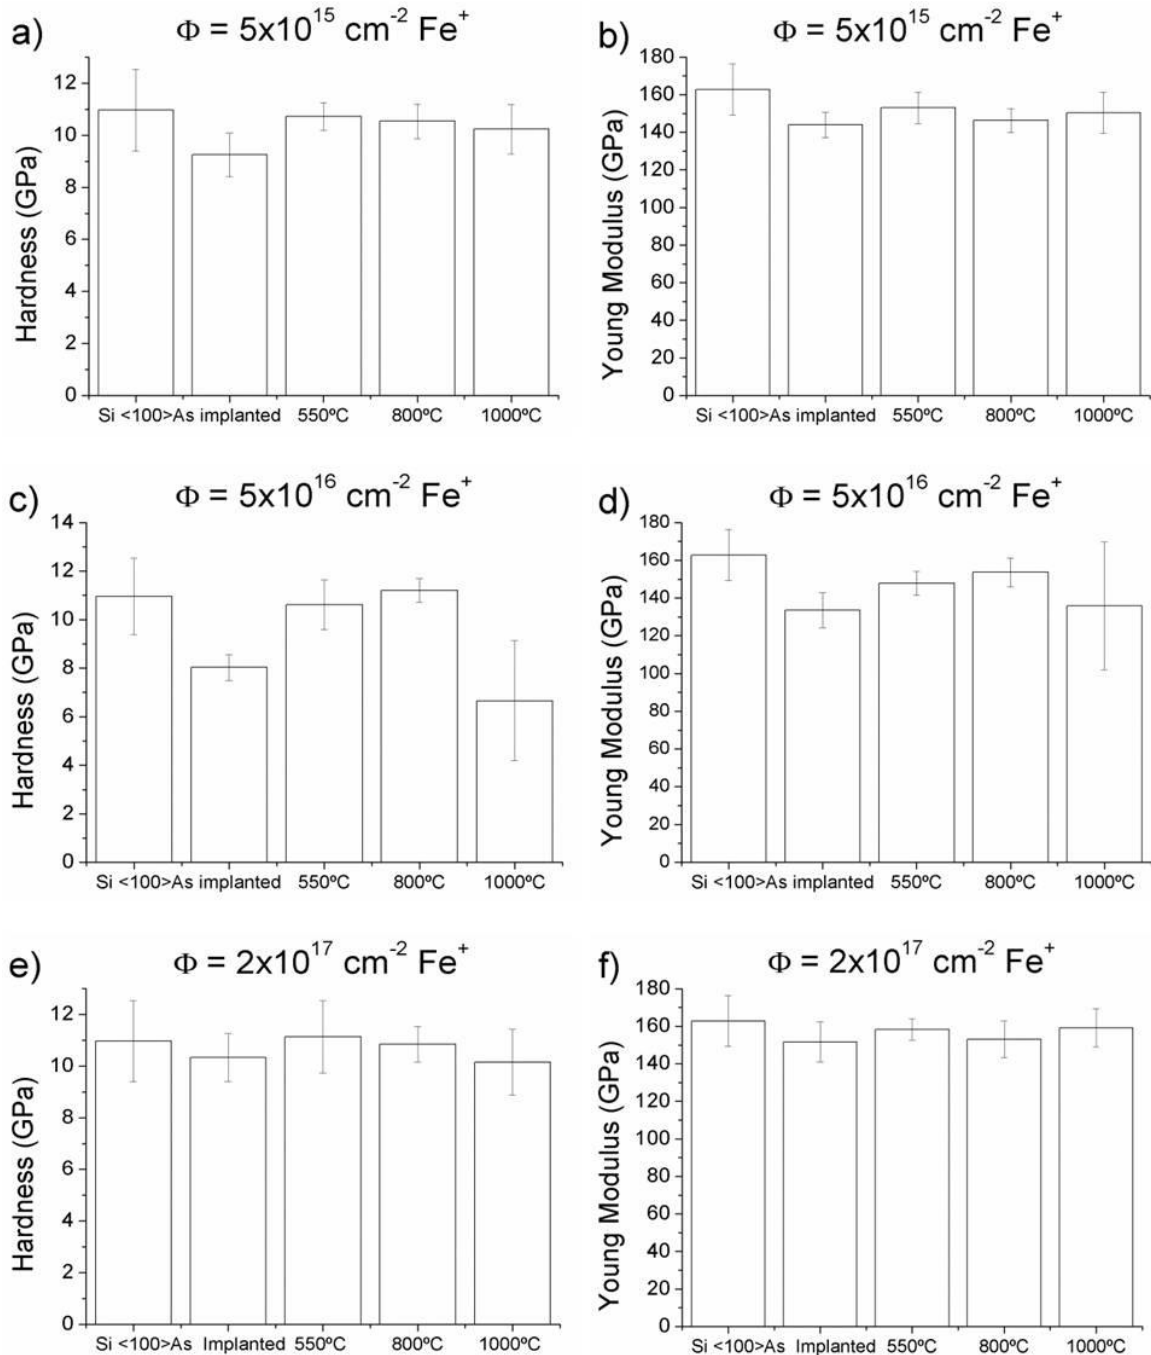 a) Φ = 5x10¹⁵ cm⁻² Fe⁺
Hardness (GPa)
12
10
8
6
4
2
0
Si <100>As implanted 550ºC 800ºC 1000ºC
b) Φ = 5x10¹⁵ cm⁻² Fe⁺
Young Modulus (GPa)
180
160
140
120
100
80
60
40
20
0
Si <100>As implanted 550ºC 800ºC 1000ºC
c) Φ = 5x10¹⁶ cm⁻² Fe⁺
Hardness (GPa)
14
12
10
8
6
4
2
0
Si <100>As implanted 550ºC 800ºC 1000ºC
d) Φ = 5x10¹⁶ cm⁻² Fe⁺
Young Modulus (GPa)
180
160
140
120
100
80
60
40
20
0
Si <100>As implanted 550ºC 800ºC 1000ºC
e) Φ = 2x10¹⁷ cm⁻² Fe⁺
Hardness (GPa)
12
10
8
6
4
2
0
Si <100>As Implanted 550ºC 800ºC 1000ºC
f) Φ = 2x10¹⁷ cm⁻² Fe⁺
Young Modulus (GPa)
180
160
140
120
100
80
60
40
20
0
Si <100>As Implanted 550ºC 800ºC 1000ºC